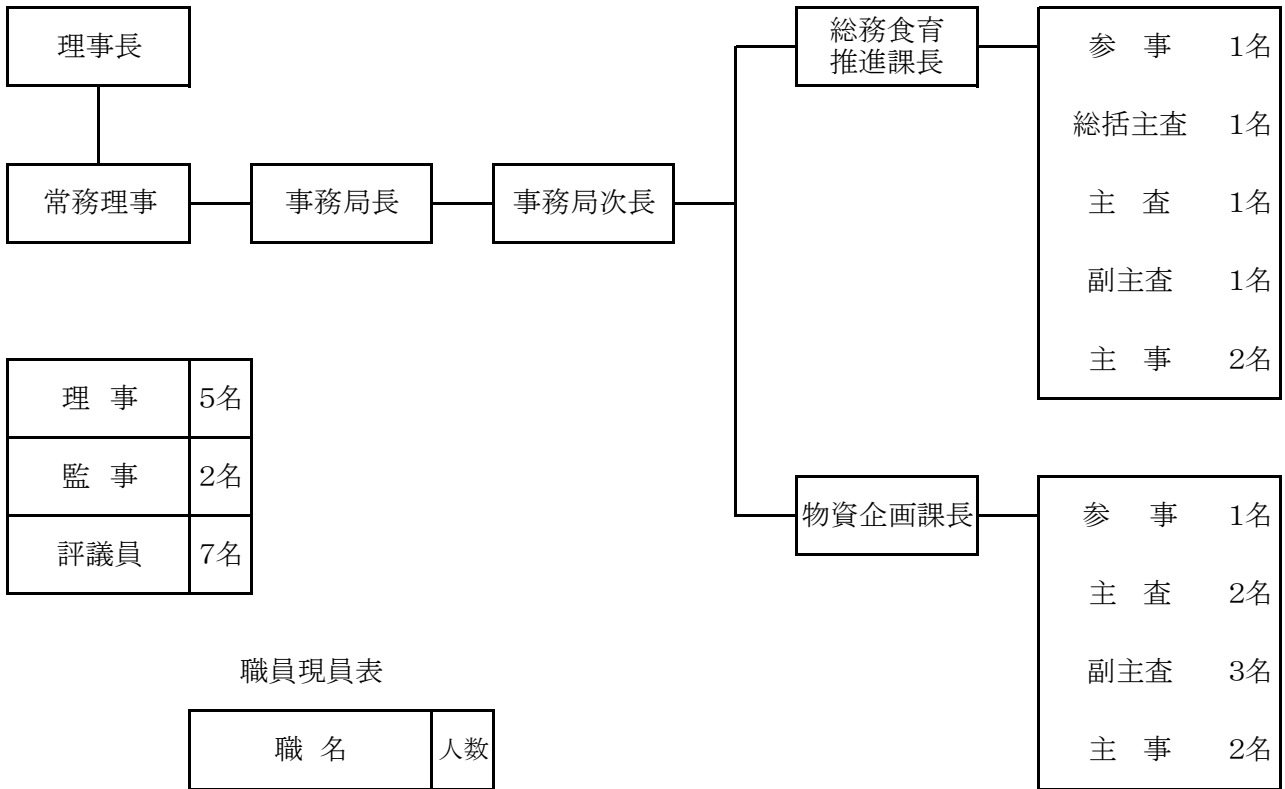 理事長
常務理事
事務局長
事務局次長
総務食育
推進課長
参 事 1名
総括主査 1名
主 査 1名
副主査 1名
主 事 2名
物資企画課長
参 事 1名
主 査 2名
副主査 3名
主 事 2名
理 事 5名
監 事 2名
評議員 7名
職員現員表
職 名 人数